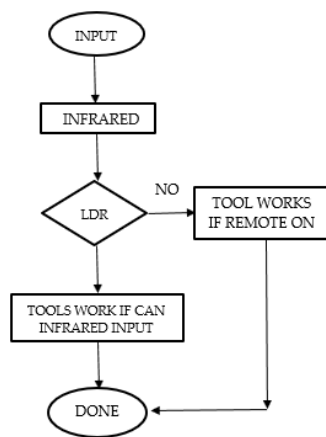 INPUT
INFRARED
LDR
NO
TOOL WORKS
IF REMOTE ON
TOOLS WORK IF CAN
INFRARED INPUT
DONE